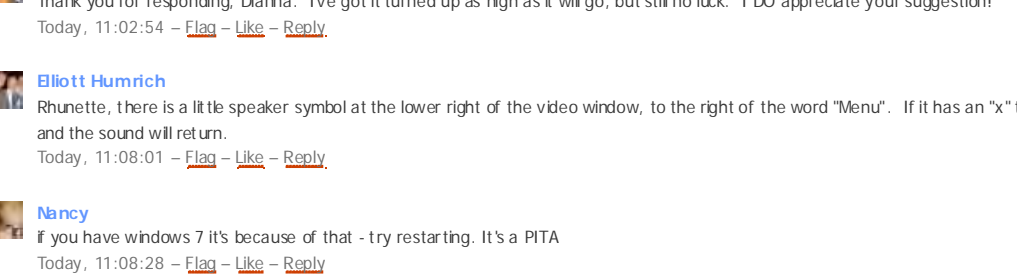 Thank you for responding, Dianna. I've got it turned up as high as it will go, but still no luck. I DO appreciate your suggestion!
Today, 11:02:54 – Flag – Like – Reply
Elliott Humrich
Rhunette, there is a little speaker symbol at the lower right of the video window, to the right of the word "Menu". If it has an "x"
and the sound will return.
Today, 11:08:01 – Flag – Like – Reply
Nancy
if you have windows 7 it's because of that - try restarting. It's a PITA
Today, 11:08:28 – Flag – Like – Reply